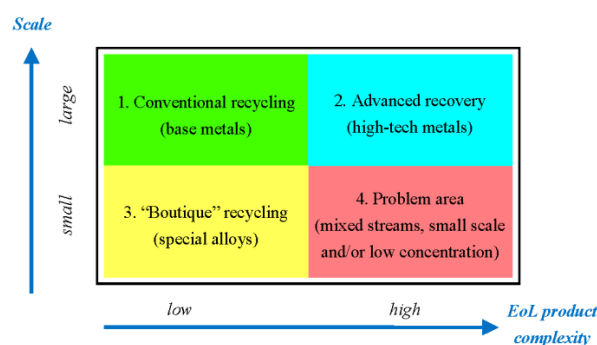 Scale
large
1. Conventional recycling
(base metals)
2. Advanced recovery
(high-tech metals)
small
3. “Boutique” recycling
(special alloys)
4. Problem area
(mixed streams, small scale
and/or low concentration)
low
high
EoL product
complexity